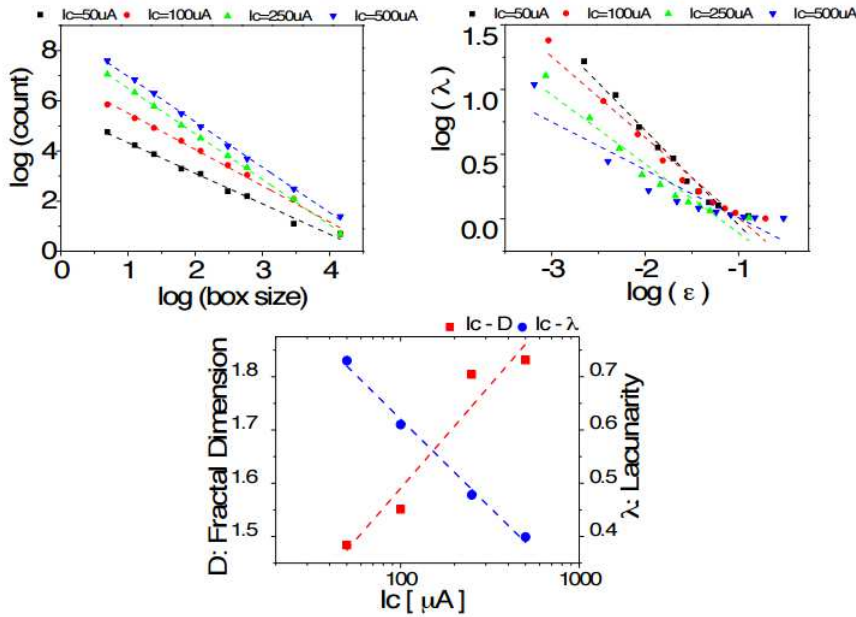 Ic=50uA Ic=100uA Ic=250uA Ic=500uA
log (count)
8
6
4
2
0
0 1 2 3 4 5
log (box size)
Ic=50uA Ic=100uA Ic=250uA Ic=500uA
log ( λ )
1.5
1.0
0.5
0.0
-3 -2 -1
log ( ε )
Ic - D Ic - λ
D: Fractal Dimension
1.8
1.7
1.6
1.5
0.7
0.6
0.5
0.4
λ: Lacunarity
100 1000
Ic [ μA]